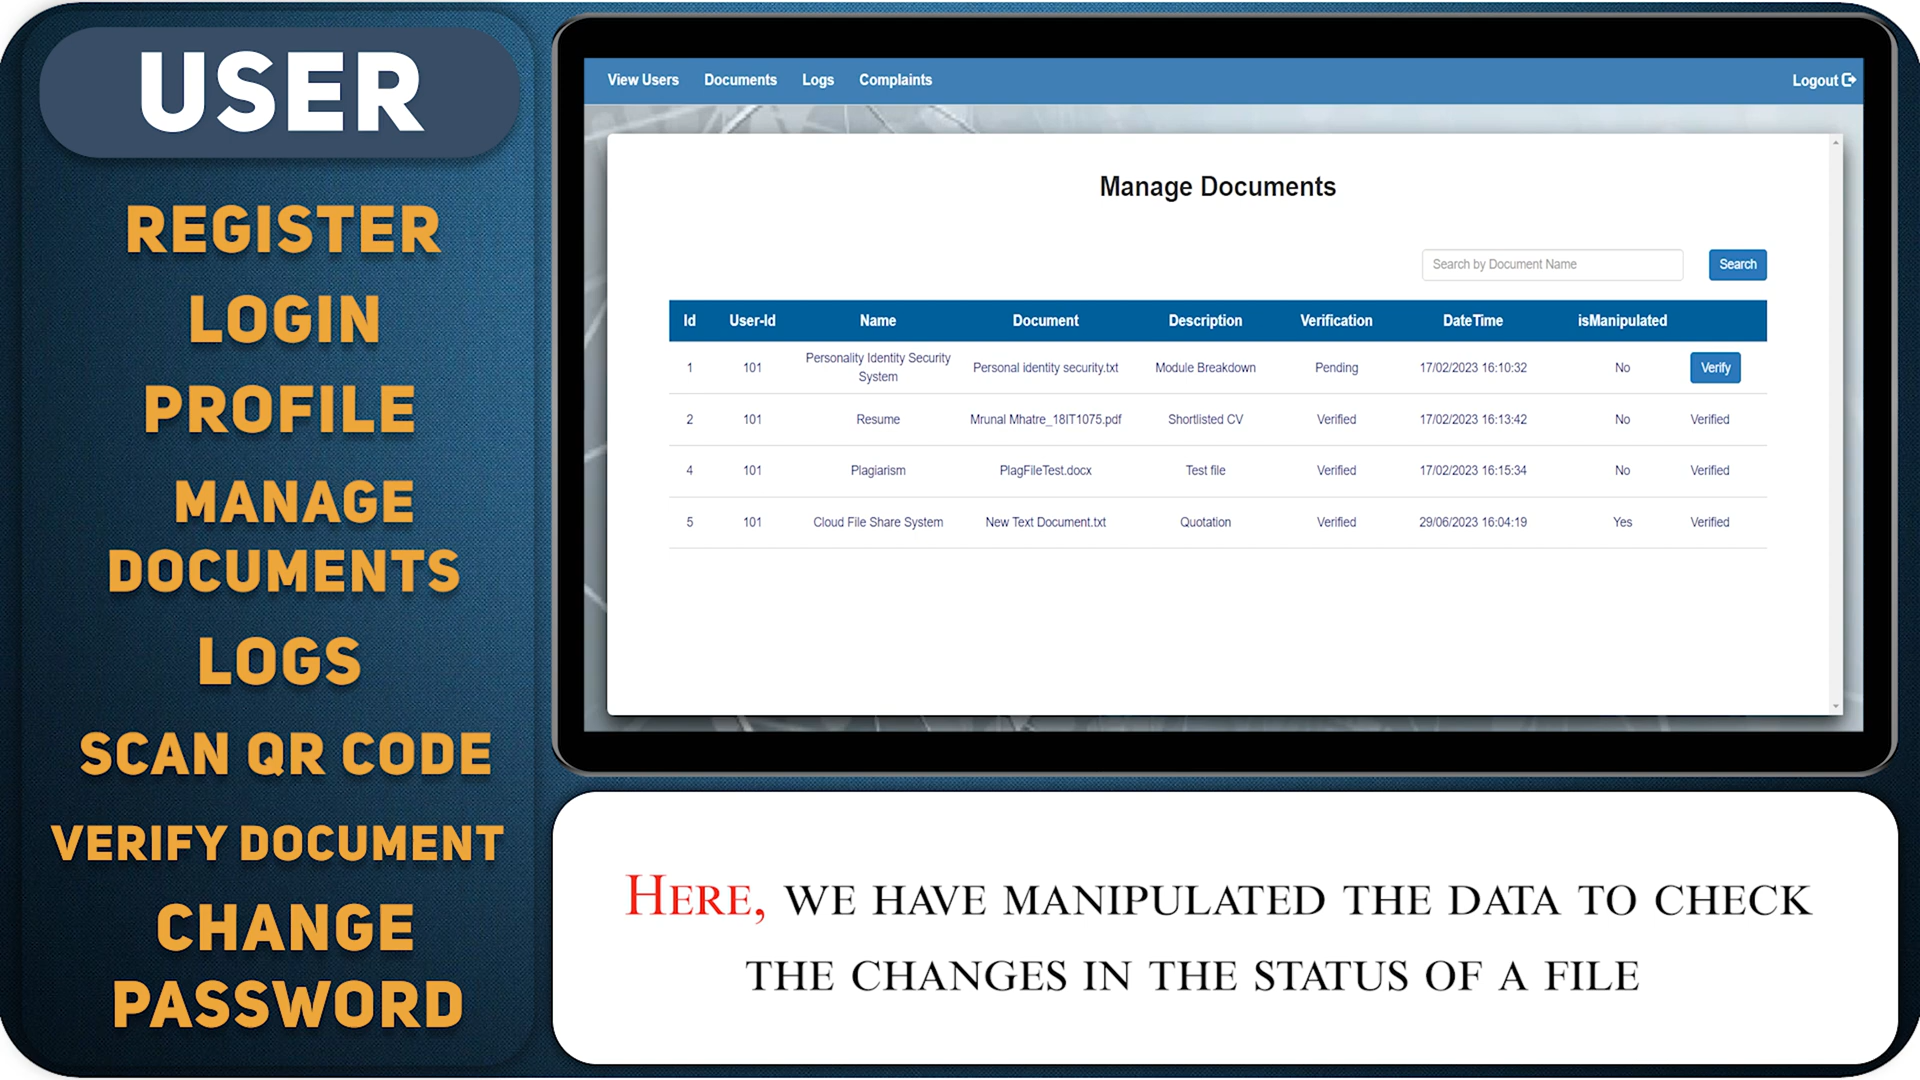 USER
REGISTER
LOGIN
PROFILE
MANAGE
DOCUMENTS
LOGS
SCAN QR CODE
VERIFY DOCUMENT
CHANGE
PASSWORD
View Users Documents Logs Complaints Logout
Manage Documents
Search by Document Name Search
Id User-Id Name Document Description Verification DateTime isManipulated
1 101 Personality Identity Security System Personal identity security.txt Module Breakdown Pending 17/02/2023 16:10:32 No Verify
2 101 Resume Mrunal Mhatre_18IT1075.pdf Shortlisted CV Verified 17/02/2023 16:13:42 No Verified
4 101 Plagiarism PlagFileTest.docx Test file Verified 17/02/2023 16:15:34 No Verified
5 101 Cloud File Share System New Text Document.txt Quotation Verified 29/06/2023 16:04:19 Yes Verified
Here, we have manipulated the data to check
the changes in the status of a file